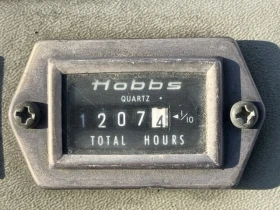 Hobbs
QUARTZ
12074 ◄1/10
TOTAL HOURS